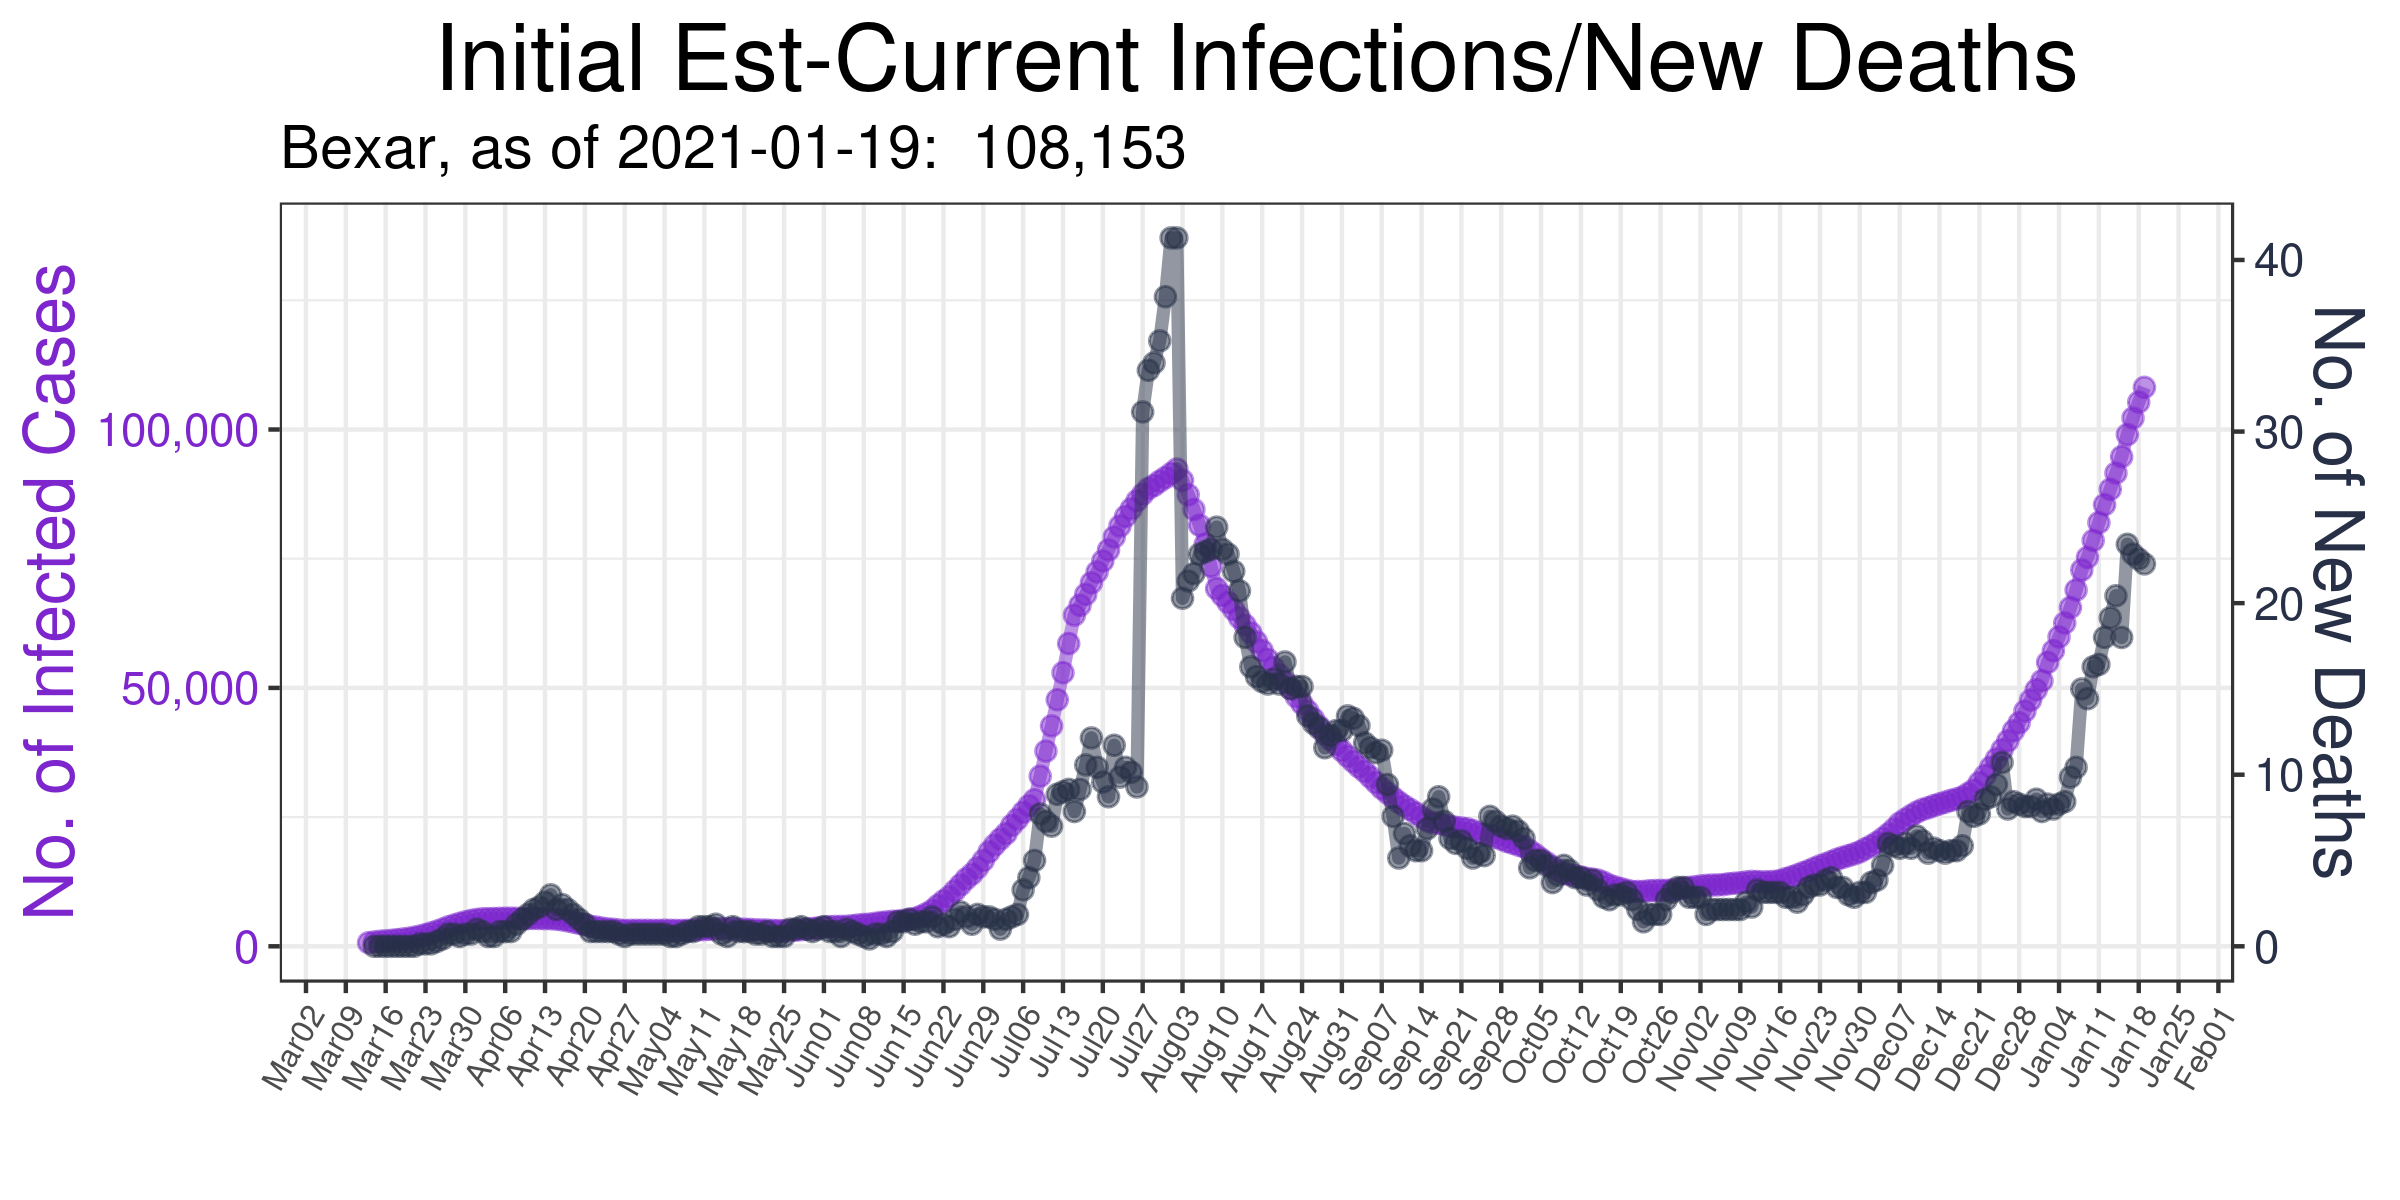 Initial Est-Current Infections/New Deaths
Bexar, as of 2021-01-19:  108,153
No. of Infected Cases
100,000
50,000
0
40
30
20
10
0
No. of New Deaths
Mar02
Mar09
Mar16
Mar23
Mar30
Apr06
Apr13
Apr20
Apr27
May04
May11
May18
May25
Jun01
Jun08
Jun15
Jun22
Jun29
Jul06
Jul13
Jul20
Jul27
Aug03
Aug10
Aug17
Aug24
Aug31
Sep07
Sep14
Sep21
Sep28
Oct05
Oct12
Oct19
Oct26
Nov02
Nov09
Nov16
Nov23
Nov30
Dec07
Dec14
Dec21
Dec28
Jan04
Jan11
Jan18
Jan25
Feb01